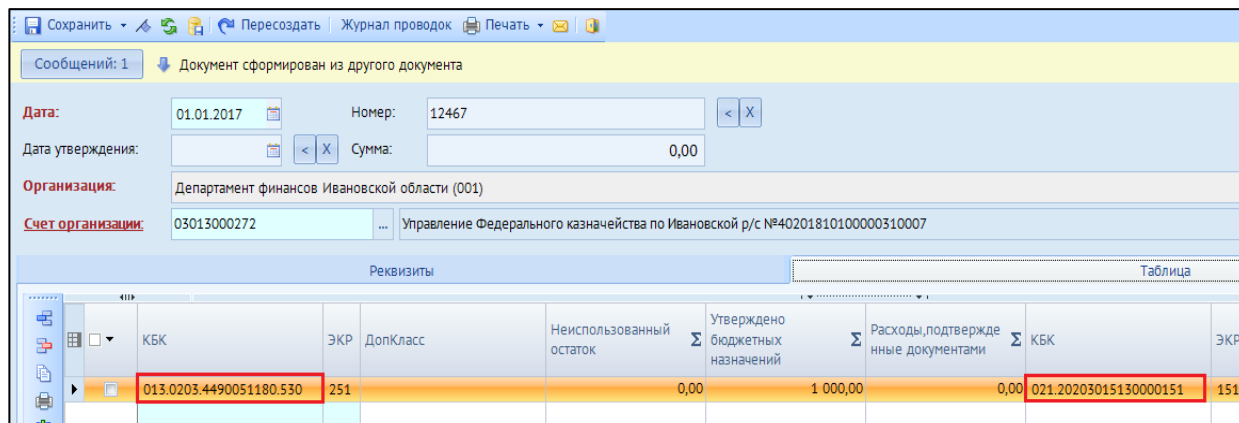 Сохранить Пересоздать Журнал проводок Печать
Сообщений: 1 Документ сформирован из другого документа
Дата: 01.01.2017 Номер: 12467 < X
Дата утверждения: < X Сумма: 0,00
Организация: Департамент финансов Ивановской области (001)
Счет организации: 03013000272 ... Управление Федерального казначейства по Ивановской р/с №40201810100000310007
Реквизиты Таблица
КБК ЭКР ДопКласс Неиспользованный остаток Σ Утверждено бюджетных назначений Σ Расходы,подтвержденные документами Σ КБК ЭКР
013.0203.4490051180.530 251 0,00 1 000,00 0,00 021.20203015130000151 151